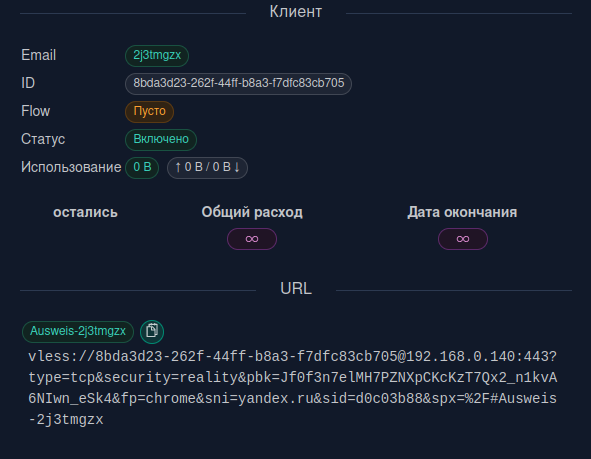 Клиент
Email 2j3tmgzx
ID 8bda3d23-262f-44ff-b8a3-f7dfc83cb705
Flow Пусто
Статус Включено
Использование 0 B ↑ 0 B / 0 B ↓
остались Общий расход Дата окончания
∞ ∞
URL
Ausweis-2j3tmgzx
vless://8bda3d23-262f-44ff-b8a3-f7dfc83cb705@192.168.0.140:443?
type=tcp&security=reality&pbk=Jf0f3n7elMH7PZNXpCKcKzT7Qx2_n1kvA
6NIwn_eSk4&fp=chrome&sni=yandex.ru&sid=d0c03b88&spx=%2F#Ausweis
-2j3tmgzx